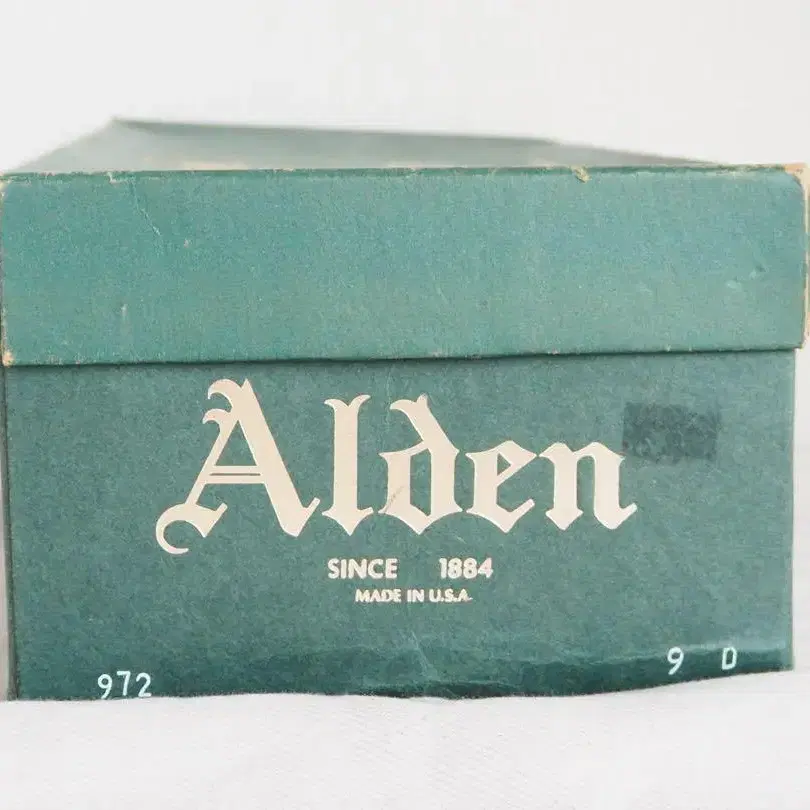 Alden
SINCE 1884
MADE IN U.S.A.
972 9 D